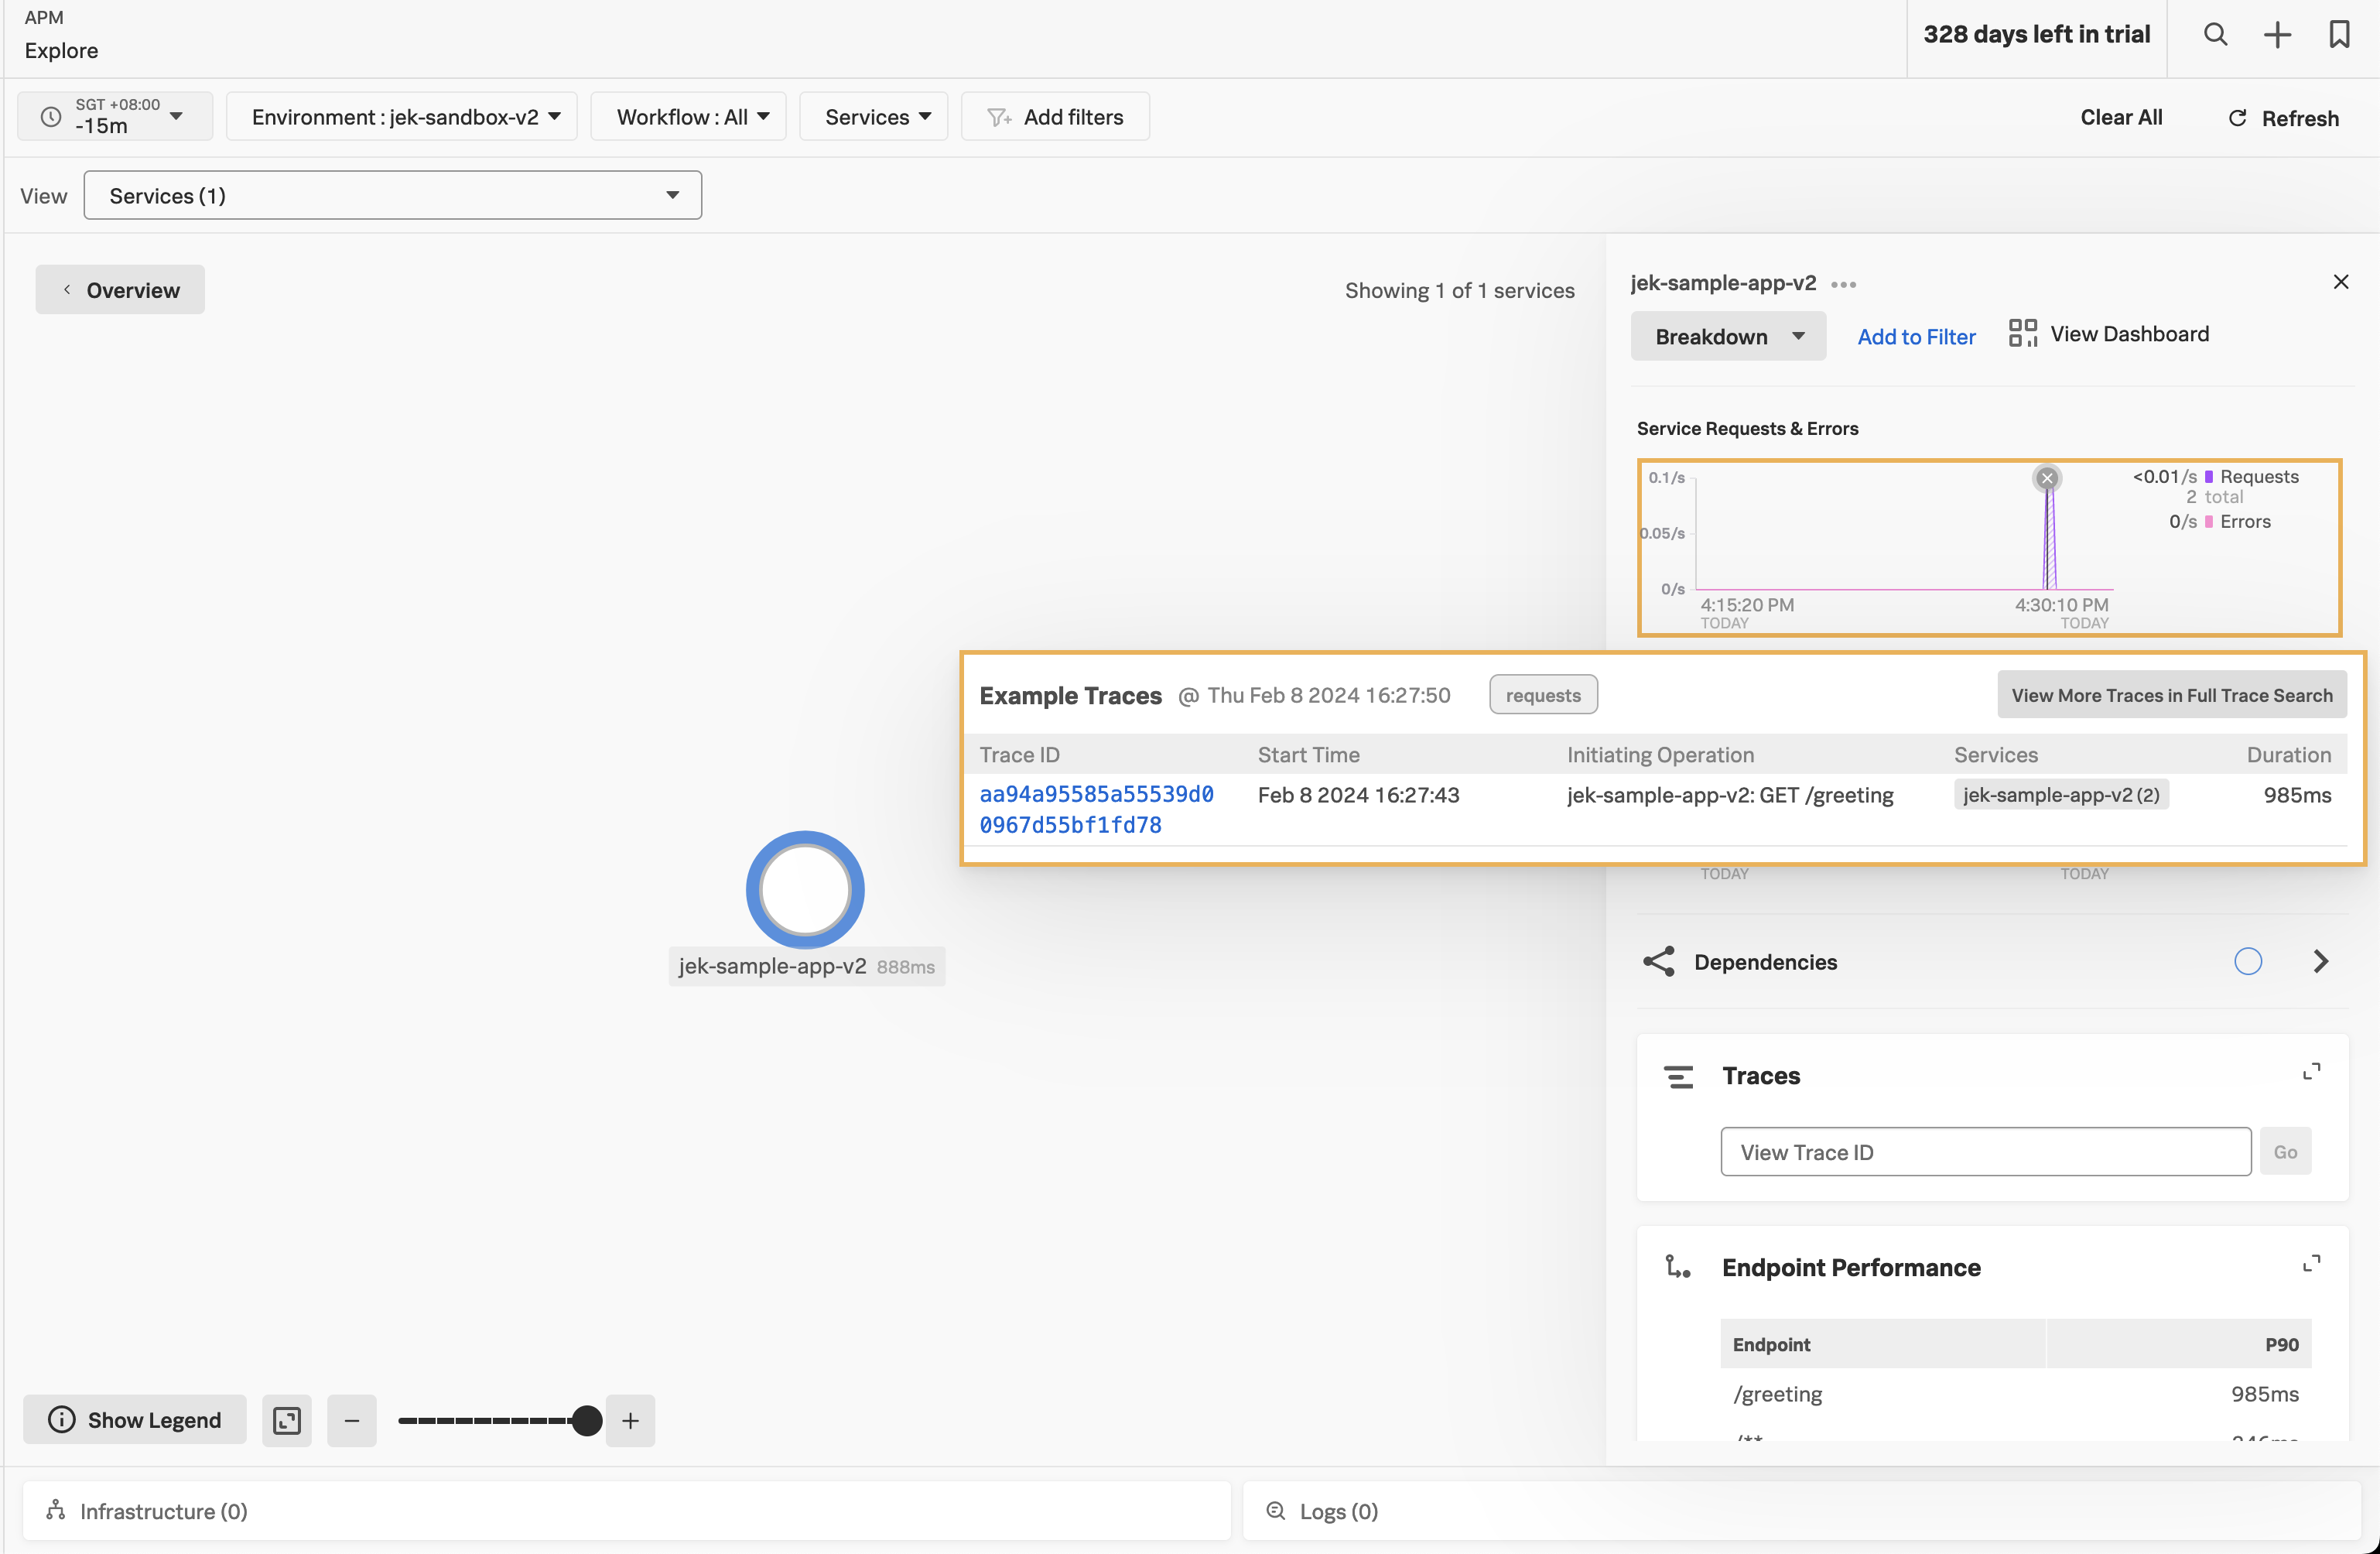 APM
Explore
328 days left in trial
SGT +08:00
-15m
Environment : jek-sandbox-v2
Workflow : All
Services
Add filters
Clear All
Refresh
View
Services (1)
Overview
Showing 1 of 1 services
jek-sample-app-v2
Breakdown
Add to Filter
View Dashboard
Service Requests & Errors
0.1/s
0.05/s
0/s
4:15:20 PM
TODAY
4:30:10 PM
TODAY
<0.01/s Requests
2 total
0/s Errors
Example Traces @ Thu Feb 8 2024 16:27:50 requests
View More Traces in Full Trace Search
Trace ID Start Time Initiating Operation Services Duration
aa94a95585a55539d0 Feb 8 2024 16:27:43 jek-sample-app-v2: GET /greeting jek-sample-app-v2 (2) 985ms
0967d55bf1fd78
TODAY TODAY
jek-sample-app-v2 888ms
Dependencies
Traces
View Trace ID
Go
Endpoint Performance
Endpoint P90
/greeting 985ms
Show Legend
Infrastructure (0)
Logs (0)